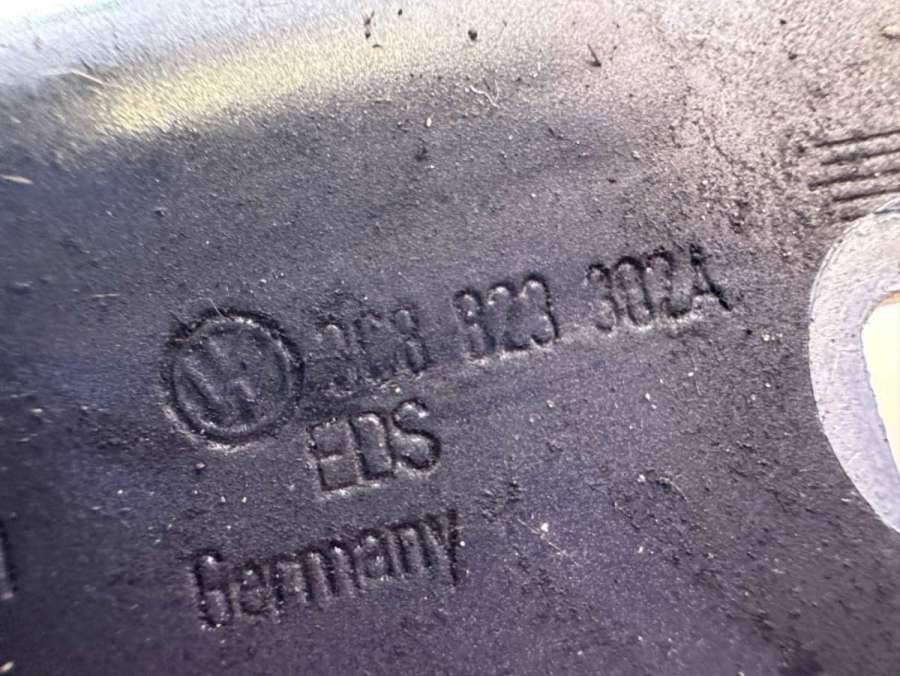 3C8 823 302A
EDS
Germany